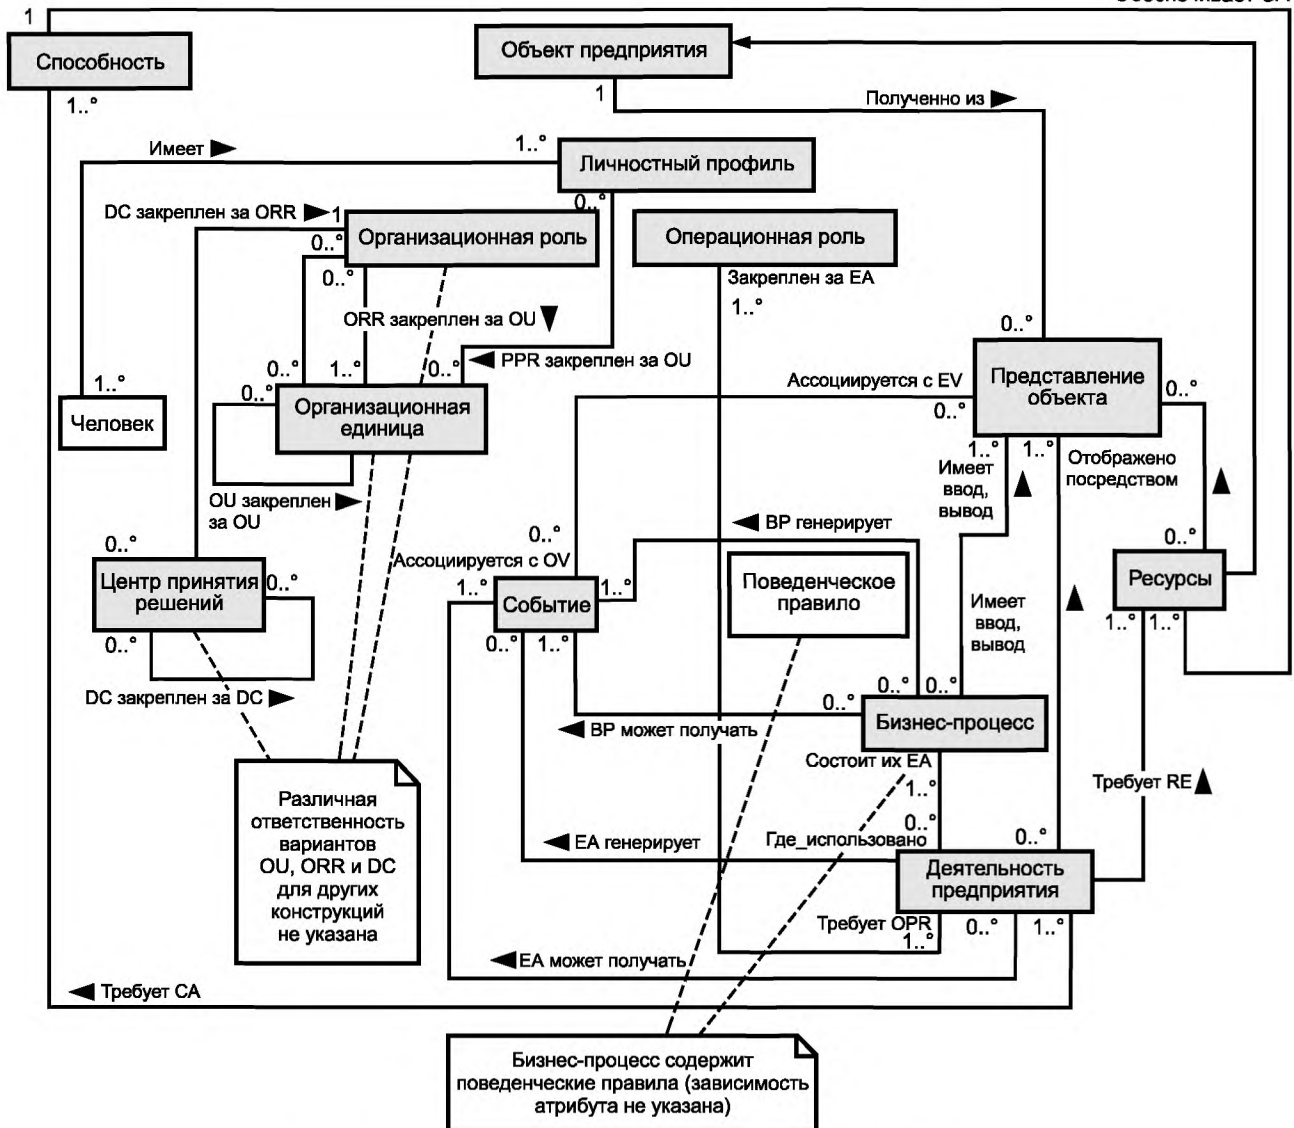 1
Способность
1..°
Объект предприятия
1
Полученно из
Имеет
1..°
Личностный профиль
0..°
DC закреплен за ORR
1
Организационная роль
0..°
0..°
Операционная роль
Закреплен за EA
1..°
ORR закреплен за OU
PPR закреплен за OU
0..°
1..°
0..°
0..°
Организационная
единица
1..°
Человек
OU закреплен
за OU
0..°
Представление
объекта
0..°
Ассоциируется с EV
0..°
1..°
1..°
Имеет
ввод,
вывод
Отображено
посредством
BP генерирует
0..°
Ассоциируется с OV
1..°
Событие
1..°
0..°
1..°
Поведенческое
правило
Имеет
ввод,
вывод
0..°
Ресурсы
1..°
1..°
0..°
Центр принятия
решений
0..°
0..°
DC закреплен за DC
0..°
0..°
0..°
Бизнес-процесс
BP может получать
Состоит их EA
1..°
0..°
Где_использовано
Требует RE
0..°
EA генерирует
Деятельность
предприятия
Требует OPR
1..°
0..°
1..°
EA может получать
Требует CA
Различная
ответственность
вариантов
OU, ORR и DC
для других
конструкций
не указана
Бизнес-процесс содержит
поведенческие правила (зависимость
атрибута не указана)